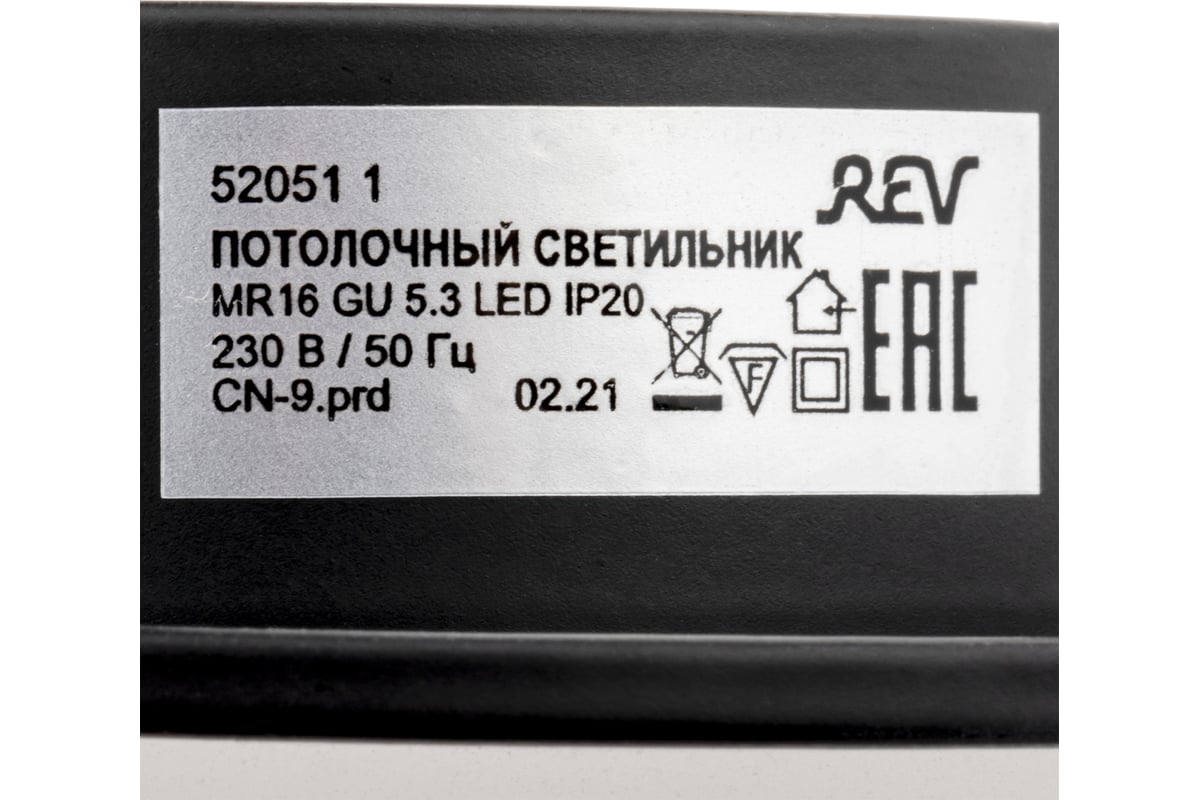 52051 1
REV
ПОТОЛОЧНЫЙ СВЕТИЛЬНИК
MR16 GU 5.3 LED IP20
230 В / 50 Гц
CN-9.prd 02.21
F
EAC